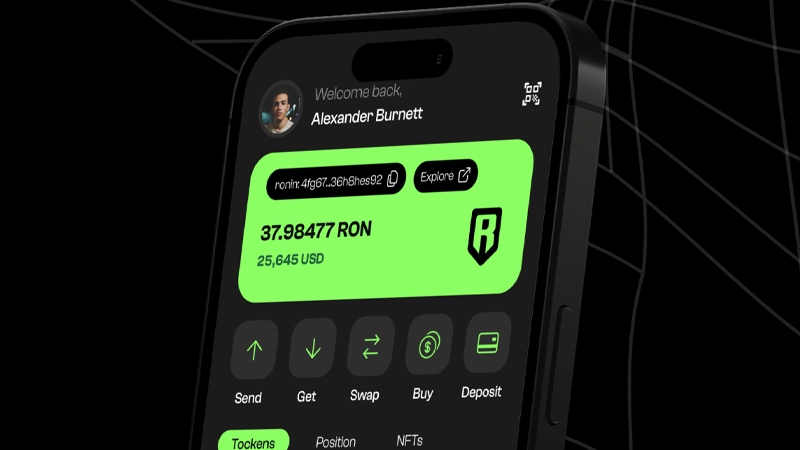 Welcome back,
Alexander Burnett
ronin: 4fg67..36h8hes92
Explore
37.98477 RON
25,645 USD
R
Send
Get
Swap
Buy
Deposit
Tockens
Position
NFTs